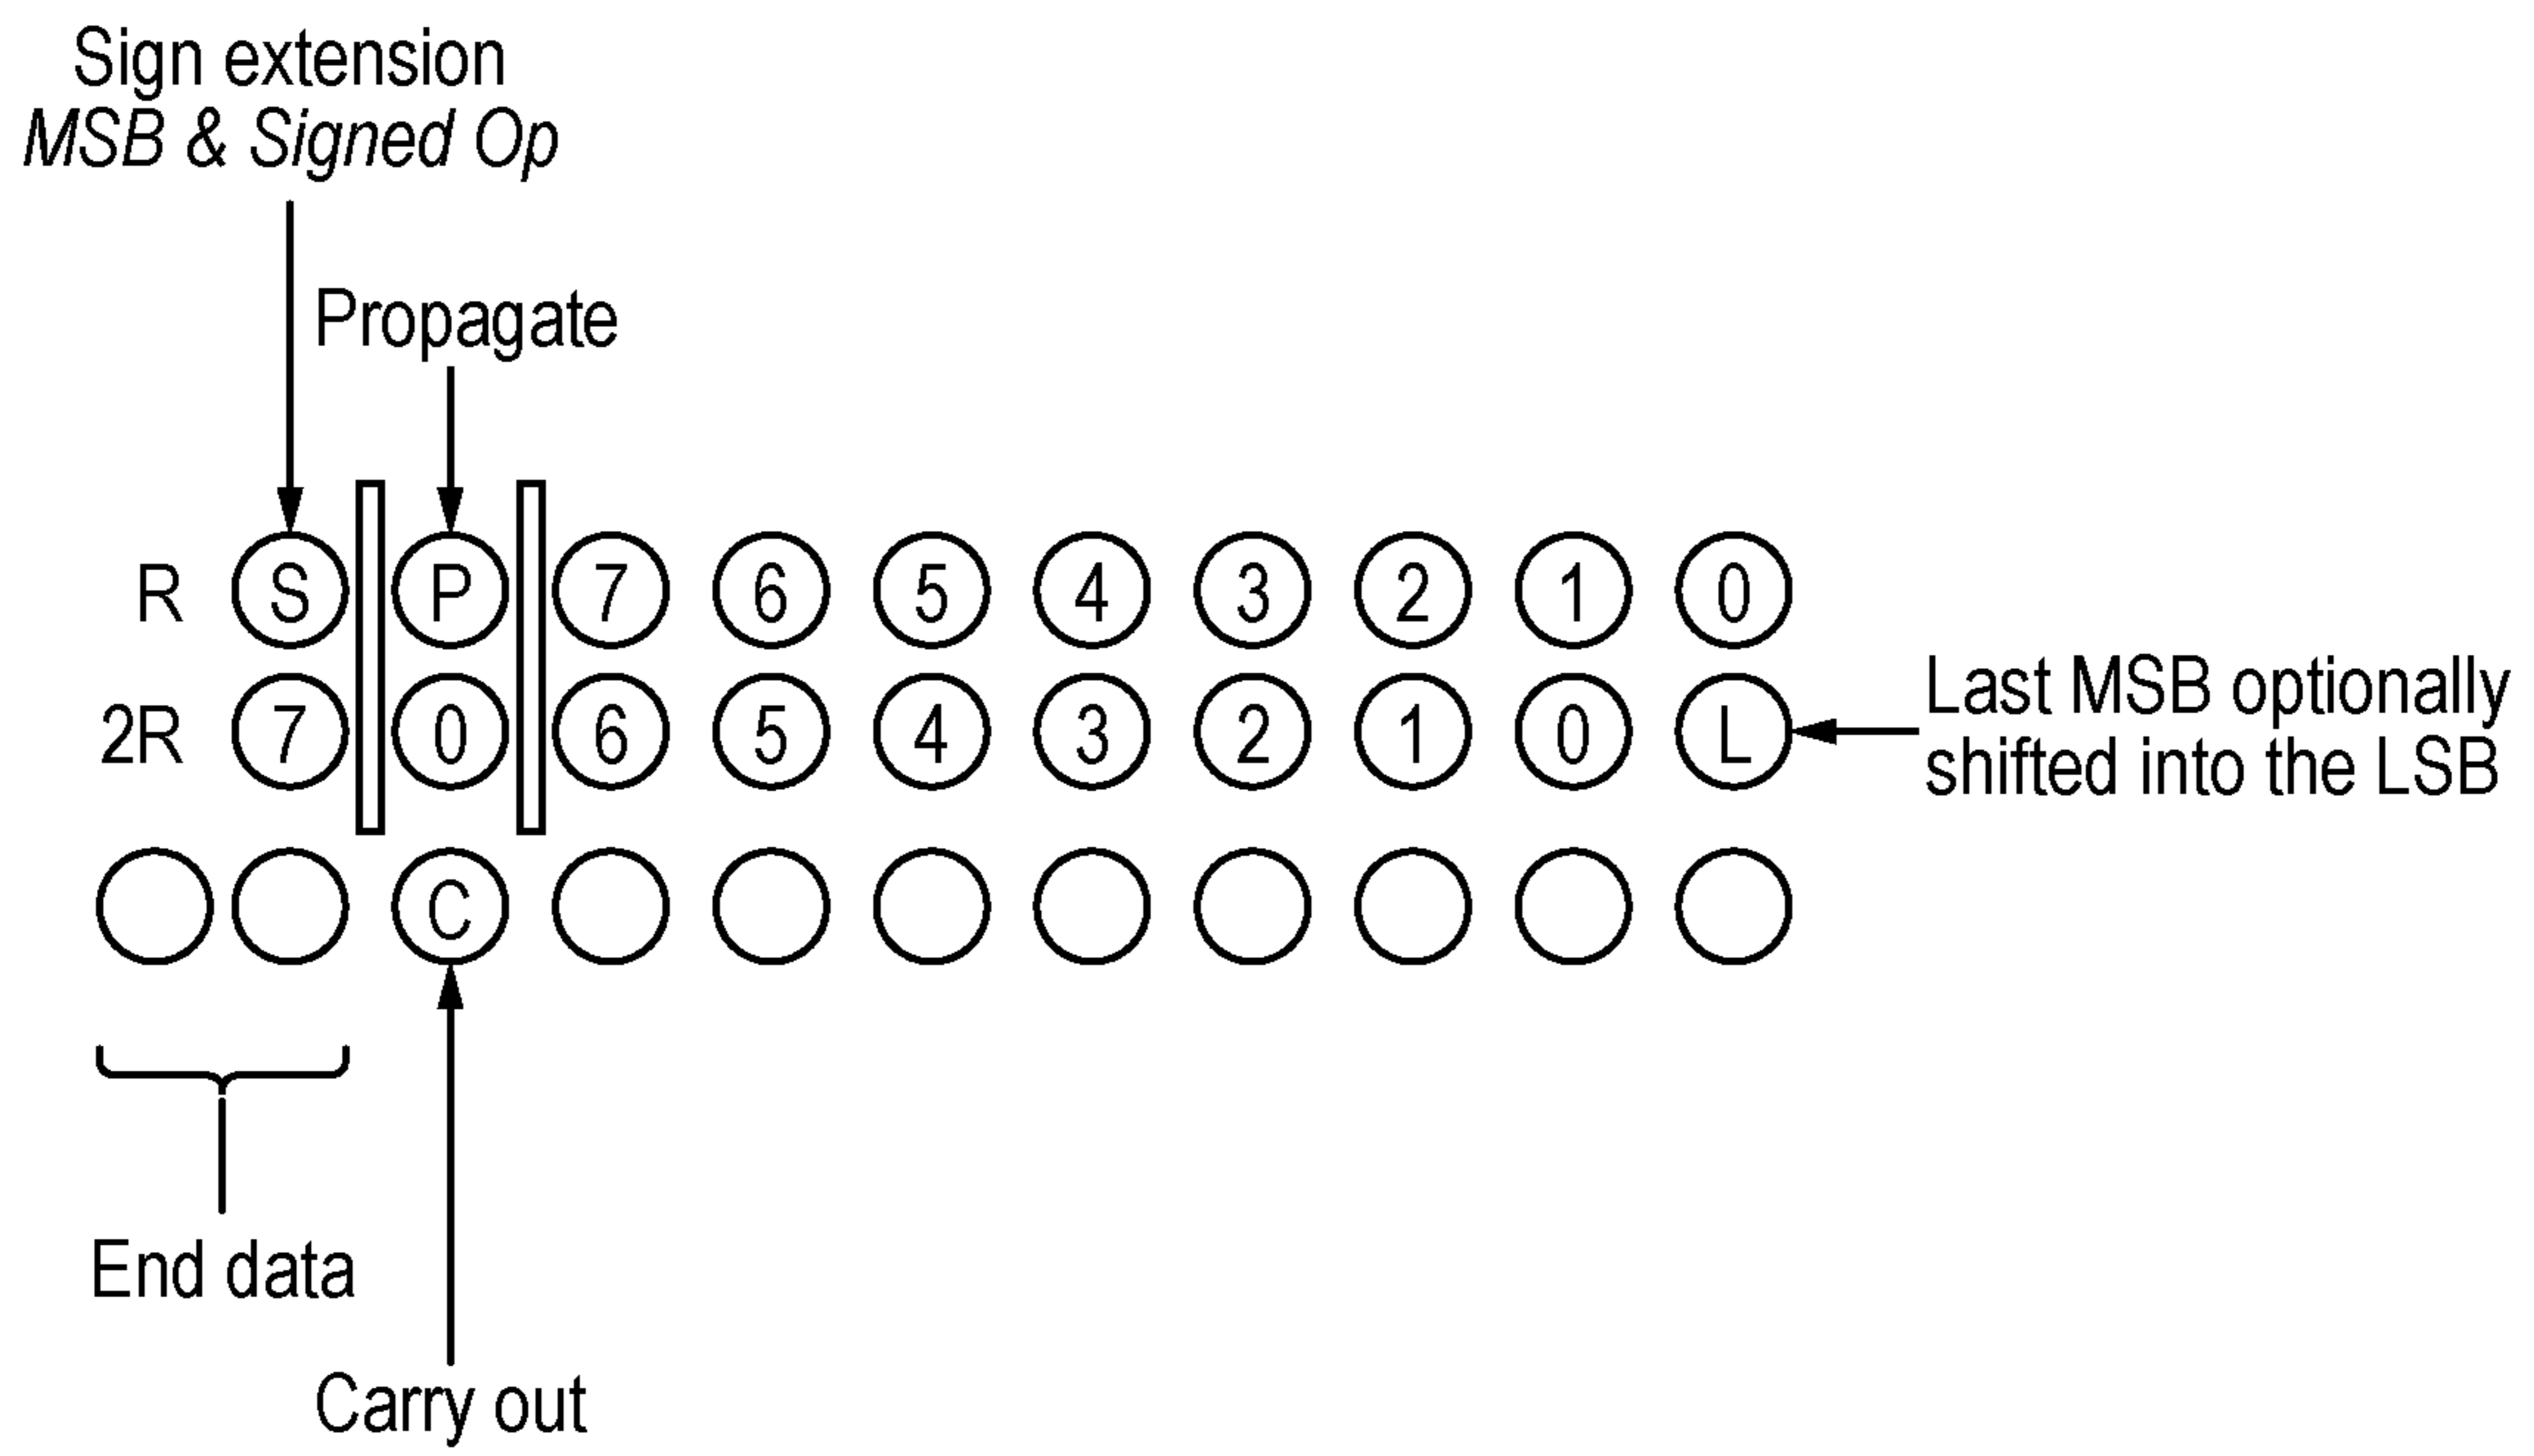 Sign extension
MSB & Signed Op
Propagate
R S P 7 6 5 4 3 2 1 0
2R 7 0 6 5 4 3 2 1 0 L
Last MSB optionally
shifted into the LSB
C
End data
Carry out